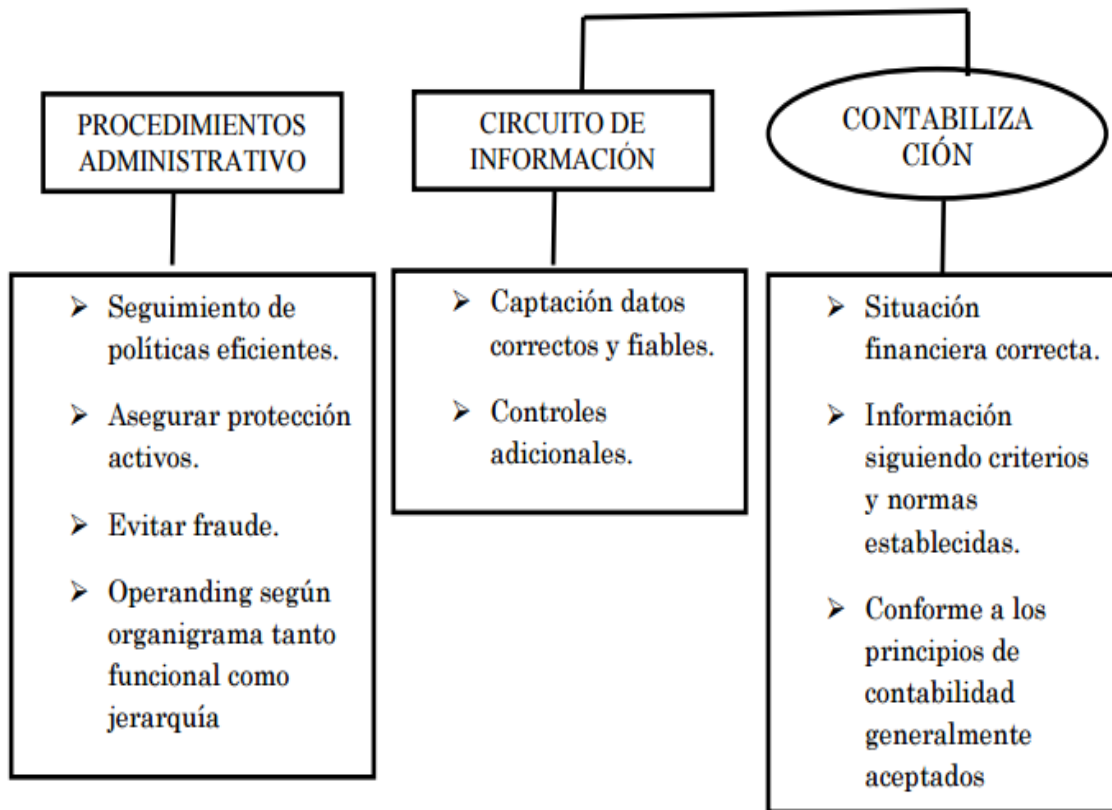 PROCEDIMIENTOS
ADMINISTRATIVO
Seguimiento de
políticas eficientes.
Asegurar protección
activos.
Evitar fraude.
Operanding según
organigrama tanto
funcional como
jerarquía
CIRCUITO DE
INFORMACIÓN
Captación datos
correctos y fiables.
Controles
adicionales.
CONTABILIZA
CIÓN
Situación
financiera correcta.
Información
siguiendo criterios
y normas
establecidas.
Conforme a los
principios de
contabilidad
generalmente
aceptados